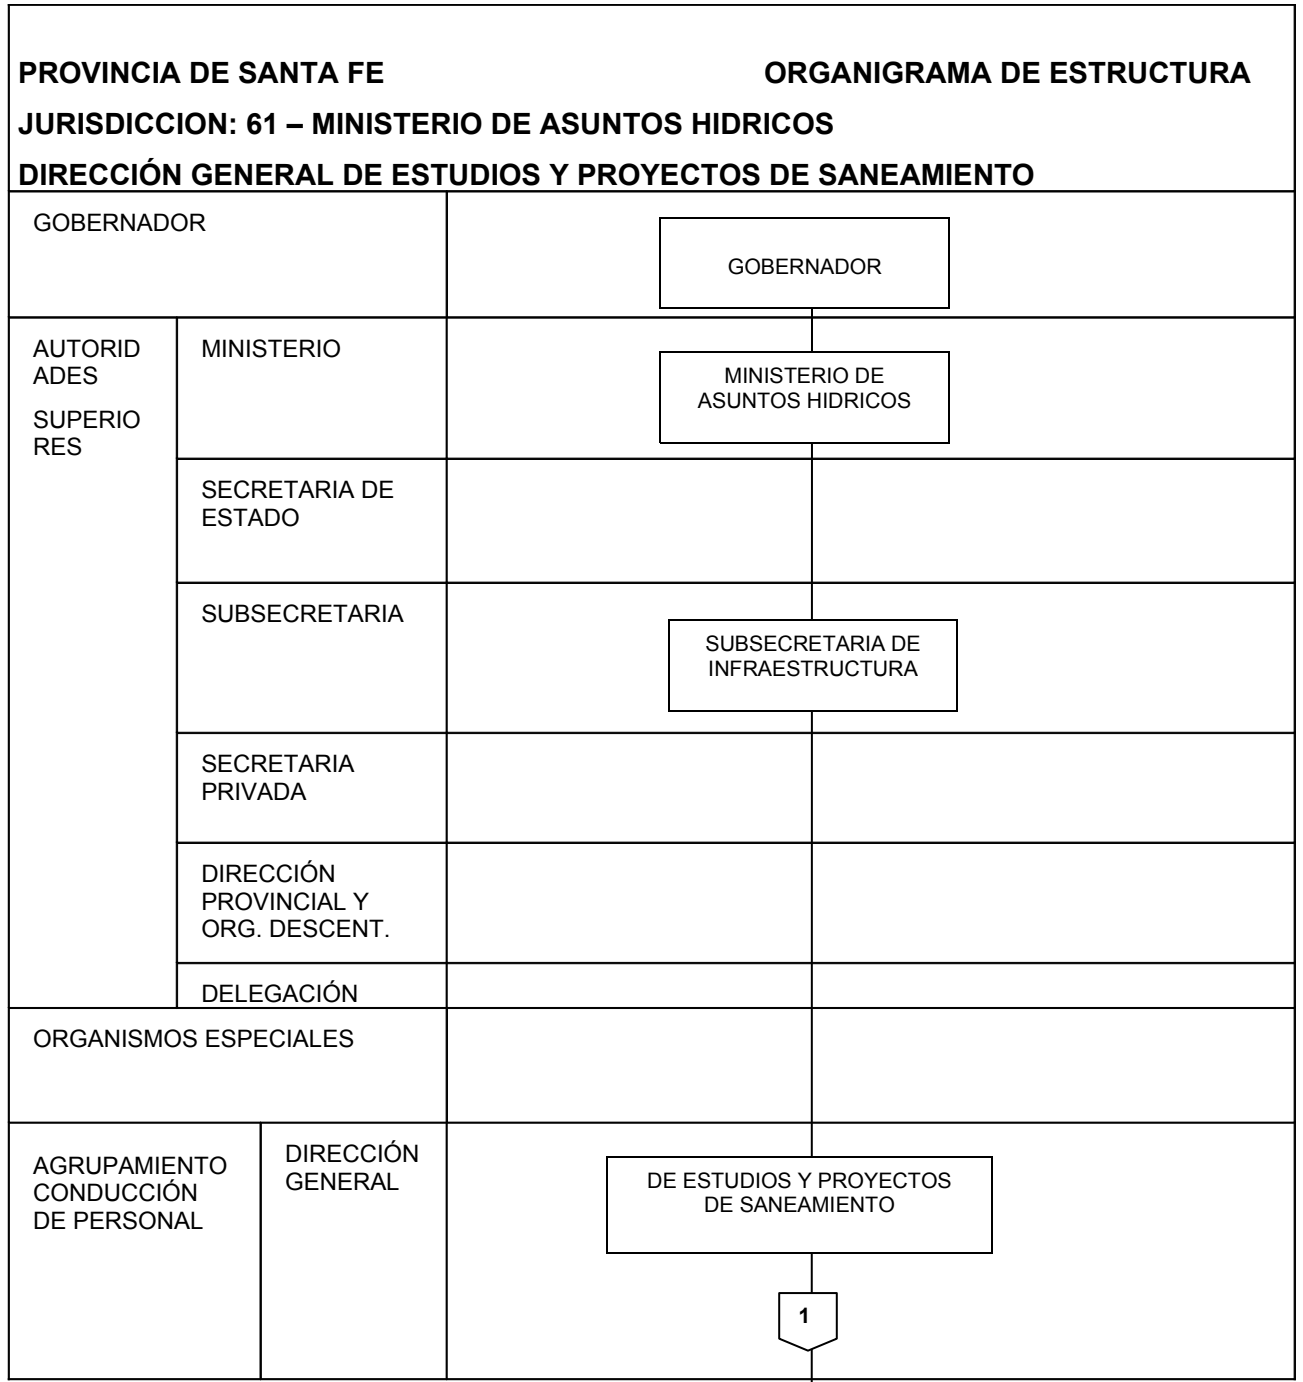 PROVINCIA DE SANTA FE ORGANIGRAMA DE ESTRUCTURA
JURISDICCION: 61 – MINISTERIO DE ASUNTOS HIDRICOS
DIRECCIÓN GENERAL DE ESTUDIOS Y PROYECTOS DE SANEAMIENTO
GOBERNADOR
GOBERNADOR
AUTORID
ADES
SUPERIO
RES
MINISTERIO
MINISTERIO DE
ASUNTOS HIDRICOS
SECRETARIA DE
ESTADO
SUBSECRETARIA
SUBSECRETARIA DE
INFRAESTRUCTURA
SECRETARIA
PRIVADA
DIRECCIÓN
PROVINCIAL Y
ORG. DESCENT.
DELEGACIÓN
ORGANISMOS ESPECIALES
AGRUPAMIENTO
CONDUCCIÓN
DE PERSONAL
DIRECCIÓN
GENERAL
DE ESTUDIOS Y PROYECTOS
DE SANEAMIENTO
1